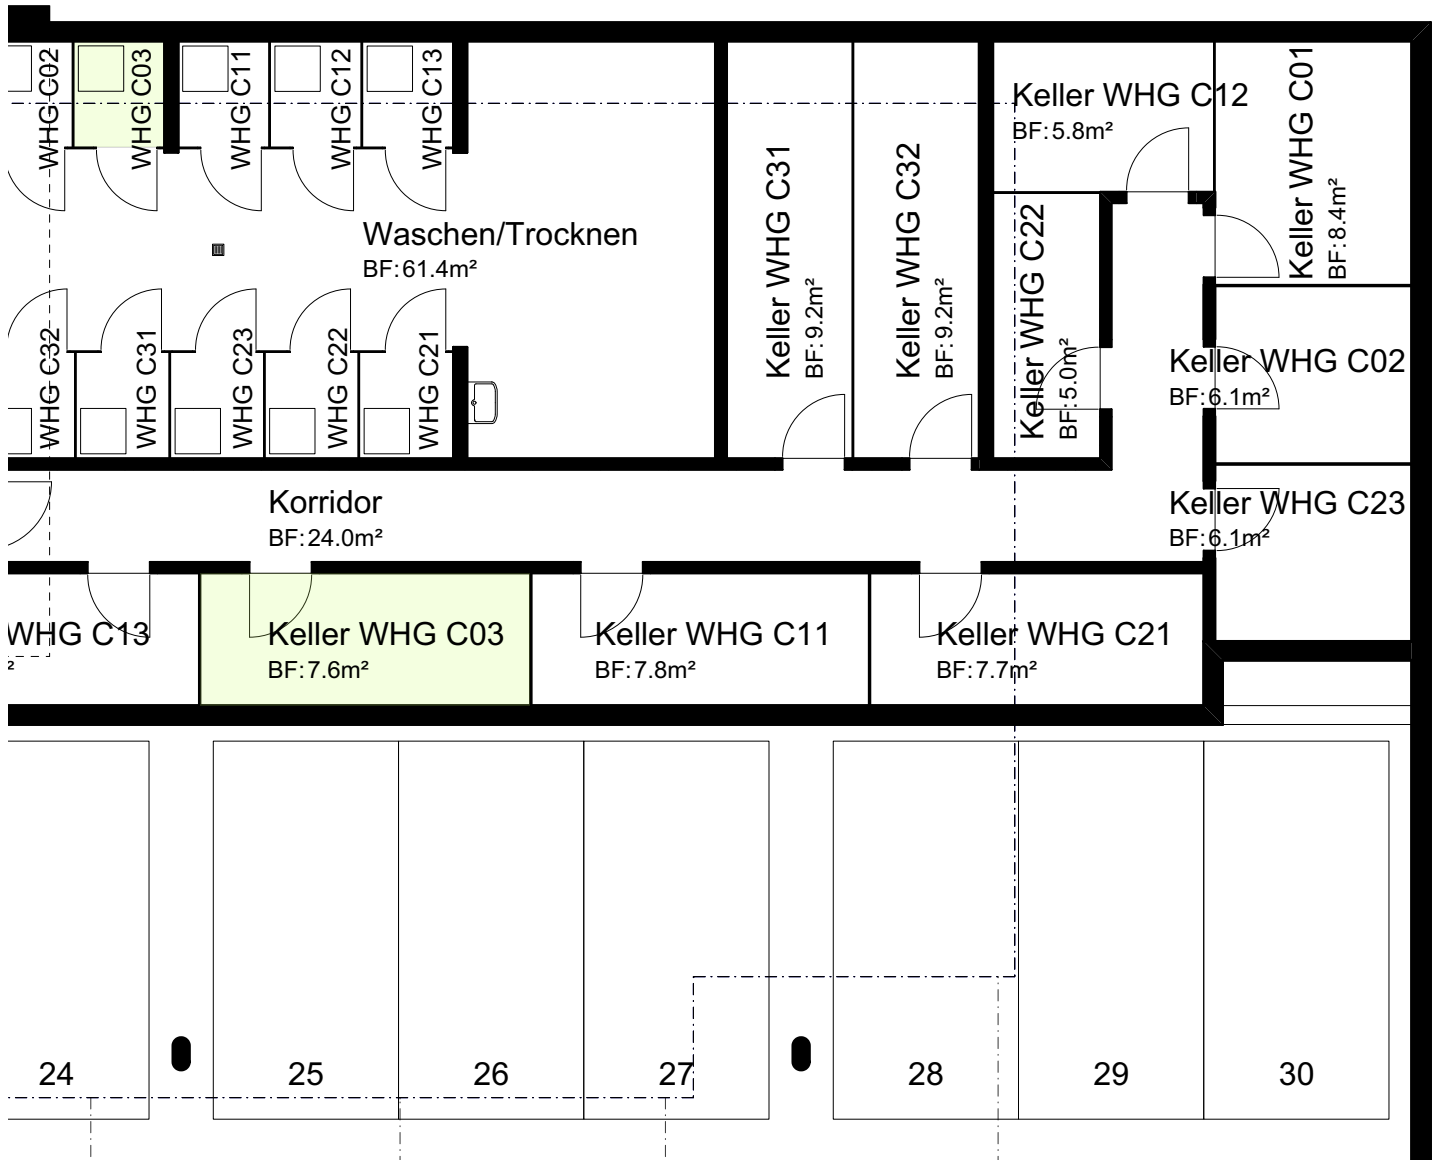 WHG C02
WHG C03
WHG C11
WHG C12
WHG C13
Waschen/Trocknen
BF: 61.4m²
WHG C32
WHG C31
WHG C23
WHG C22
WHG C21
Keller WHG C31
BF: 9.2m²
Keller WHG C32
BF: 9.2m²
Keller WHG C12
BF: 5.8m²
Keller WHG C01
BF: 8.4m²
Keller WHG C22
BF: 5.0m²
Keller WHG C02
BF: 6.1m²
Keller WHG C23
BF: 6.1m²
Korridor
BF: 24.0m²
WHG C13
²
Keller WHG C03
BF: 7.6m²
Keller WHG C11
BF: 7.8m²
Keller WHG C21
BF: 7.7m²
24
25
26
27
28
29
30